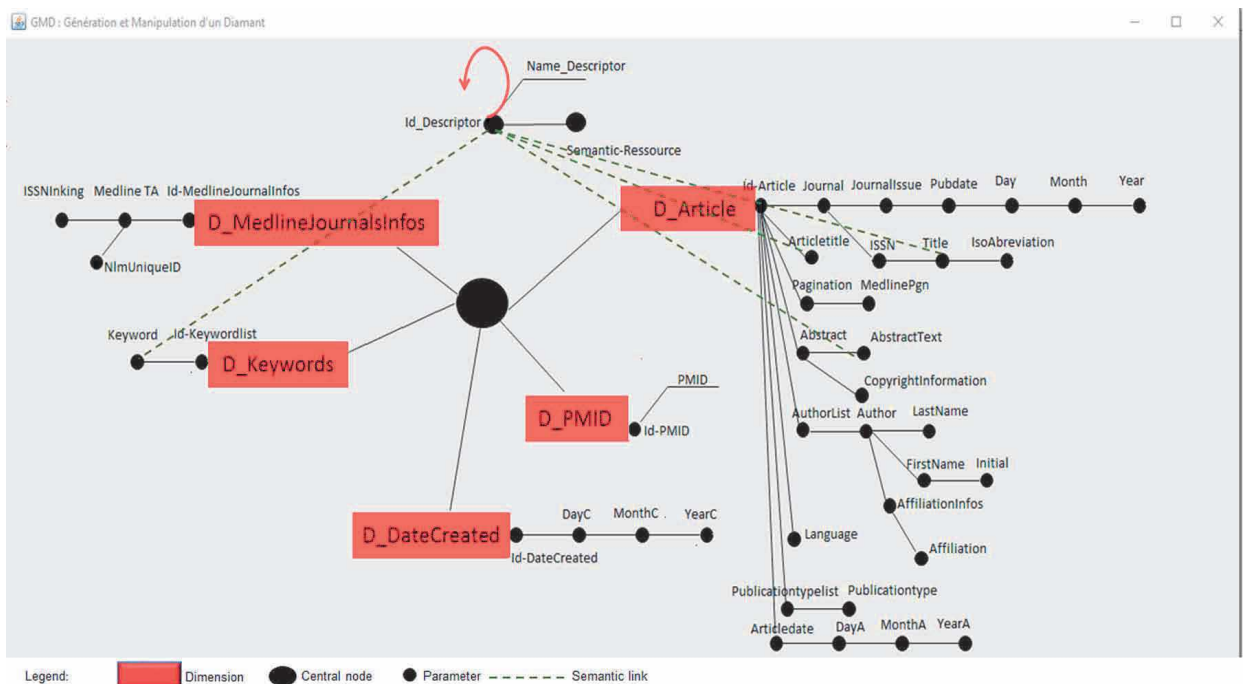 GMD : Génération et Manipulation d'un Diamant
Name_Descriptor
Id_Descriptor
Semantic-Ressource
ISSNInking Medline TA Id-MedlineJournalInfos
Id-Article Journal JournalIssue Pubdate Day Month Year
D_MedlineJournalsInfos
D_Article
Articletitle ISSN Title IsoAbreviation
NlmUniqueID
Pagination MedlinePgn
Keyword Id-Keywordlist
Abstract AbstractText
D_Keywords
PMID
CopyrightInformation
D_PMID
Id-PMID
AuthorList Author LastName
FirstName Initial
AffiliationInfos
DayC MonthC YearC
D_DateCreated
Id-DateCreated
Language
Affiliation
Publicationtypelist Publicationtype
Articledate DayA MonthA YearA
Legend: Dimension Central node Parameter Semantic link